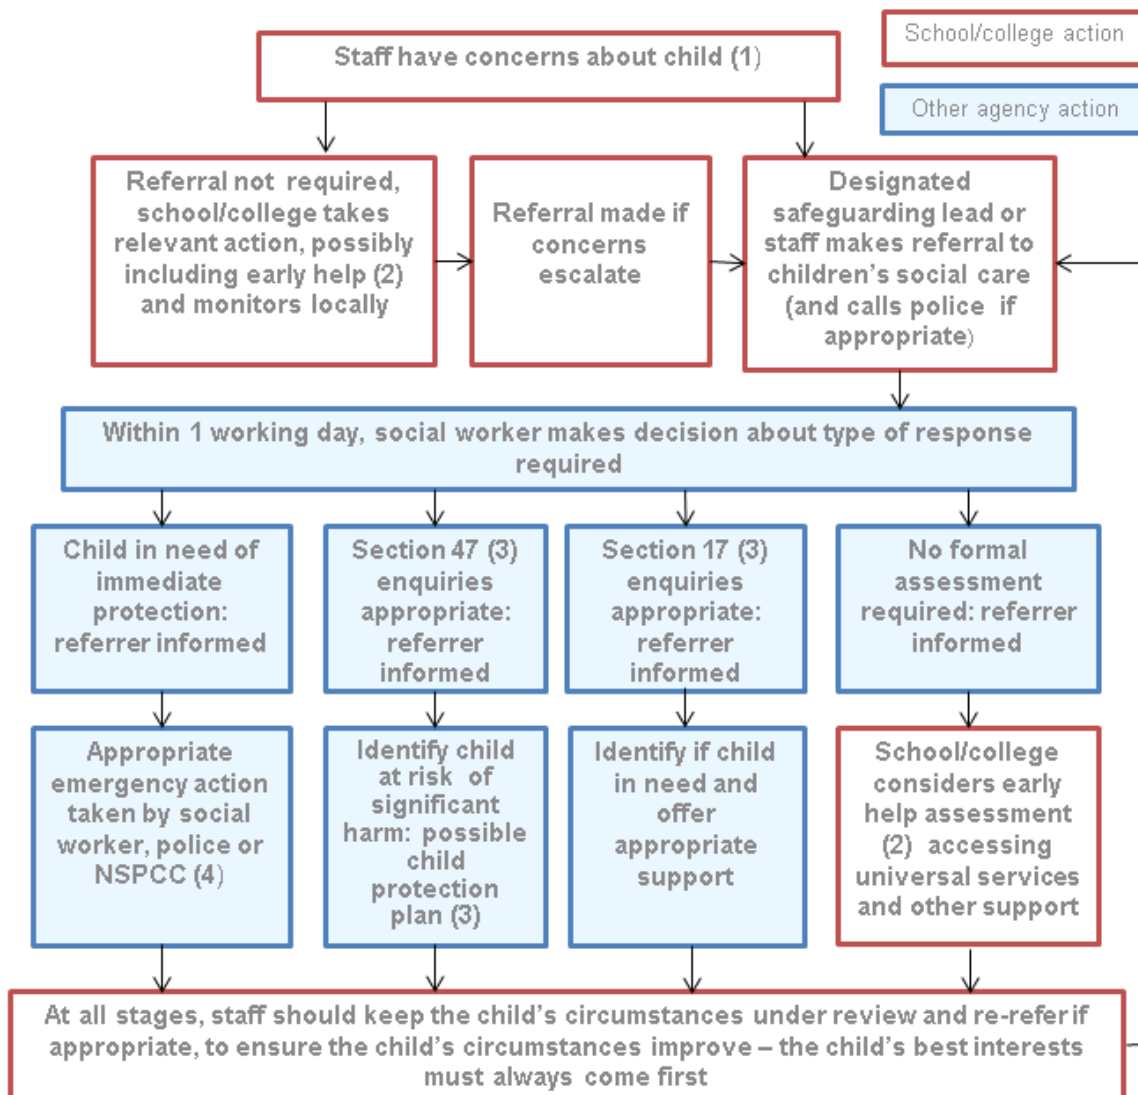 School/college action
Staff have concerns about child (1)
Other agency action
Referral not required,
school/college takes
relevant action, possibly
including early help (2)
and monitors locally
Referral made if
concerns
escalate
Designated
safeguarding lead or
staff makes referral to
children's social care
(and calls police if
appropriate)
Within 1 working day, social worker makes decision about type of response
required
Child in need of
immediate
protection:
referrer informed
Section 47 (3)
enquiries
appropriate:
referrer
informed
Section 17 (3)
enquiries
appropriate:
referrer
informed
No formal
assessment
required: referrer
informed
Appropriate
emergency action
taken by social
worker, police or
NSPCC (4)
Identify child
at risk of
significant
harm: possible
child
protection
plan (3)
Identify if child
in need and
offer
appropriate
support
School/college
considers early
help assessment
(2) accessing
universal services
and other support
At all stages, staff should keep the child's circumstances under review and re-refer if
appropriate, to ensure the child's circumstances improve – the child's best interests
must always come first